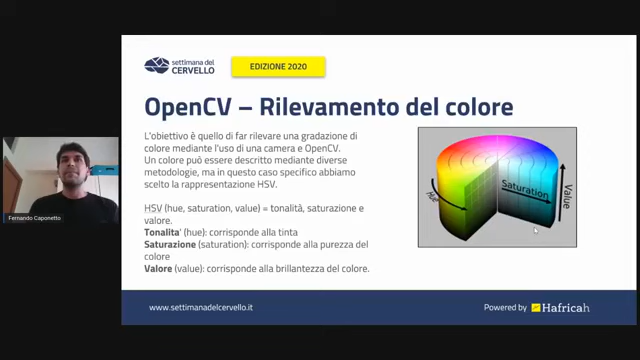 settimana del
CERVELLO
EDIZIONE 2020
OpenCV – Rilevamento del colore
L'obiettivo è quello di far rilevare una gradazione di
colore mediante l'uso di una camera e OpenCV.
Un colore può essere descritto mediante diverse
metodologie, ma in questo caso specifico abbiamo
scelto la rappresentazione HSV.
HSV (hue, saturation, value) = tonalità, saturazione e
valore.
Tonalita' (hue): corrisponde alla tinta
Saturazione (saturation): corrisponde alla purezza del
colore
Valore (value): corrisponde alla brillantezza del colore.
Hue
Saturation
Value
Fernando Caponetto
www.settimanadelcervello.it
Powered by
Hafricah